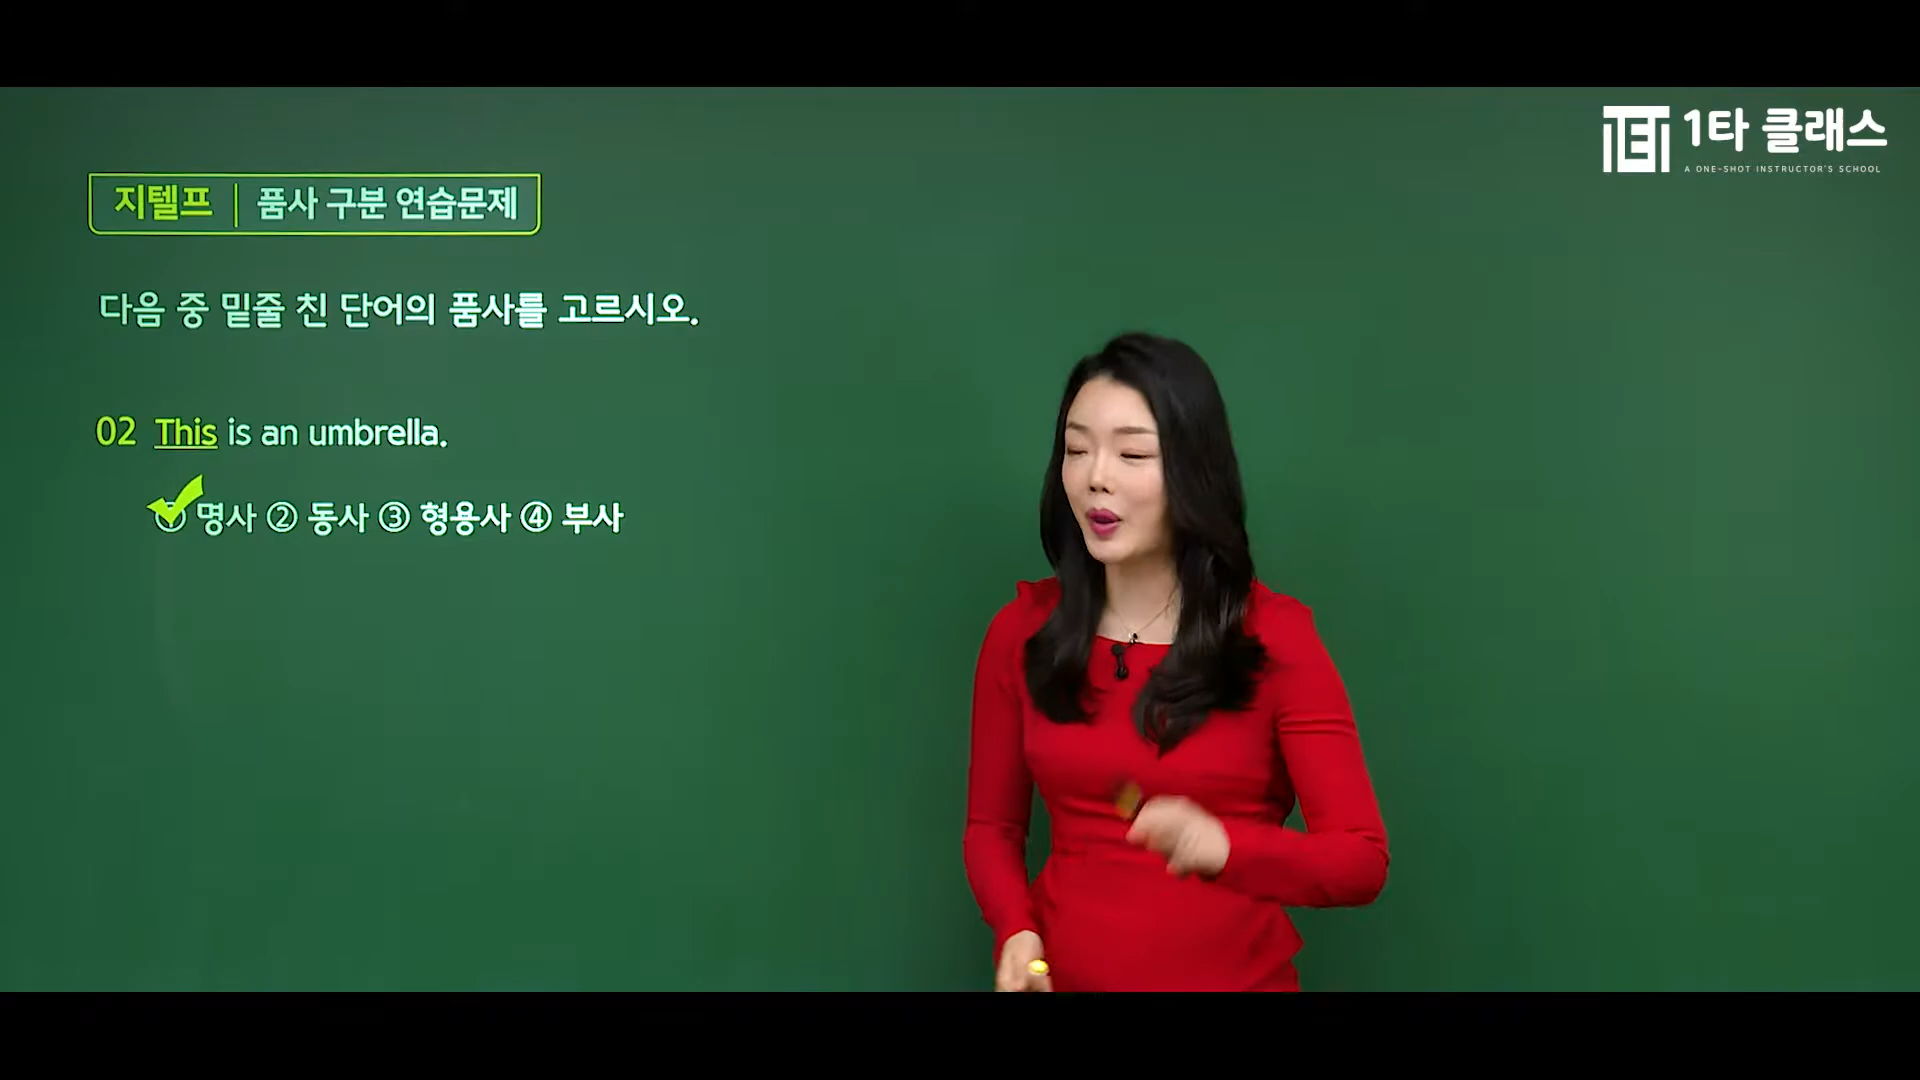 1타 클래스
A ONE-SHOT INSTRUCTOR'S SCHOOL
지텔프 | 품사 구분 연습문제
다음 중 밑줄 친 단어의 품사를 고르시오.
02 This is an umbrella.
① 명사 ② 동사 ③ 형용사 ④ 부사